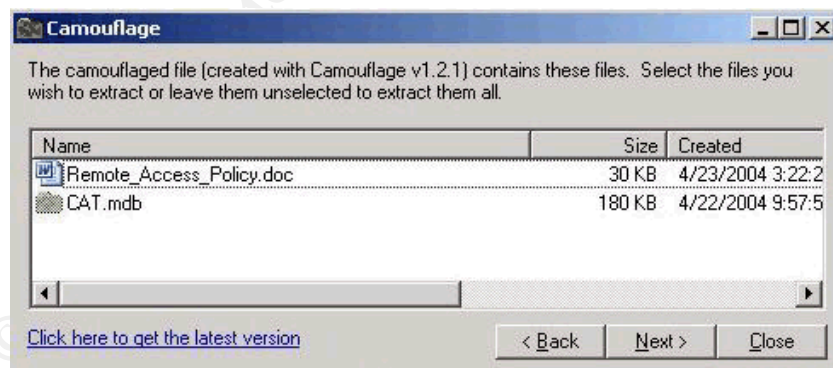 Camouflage
The camouflaged file (created with Camouflage v1.2.1) contains these files. Select the files you
wish to extract or leave them unselected to extract them all.
Name Size Created
Remote_Access_Policy.doc 30 KB 4/23/2004 3:22:2
CAT.mdb 180 KB 4/22/2004 9:57:5
Click here to get the latest version < Back Next > Close